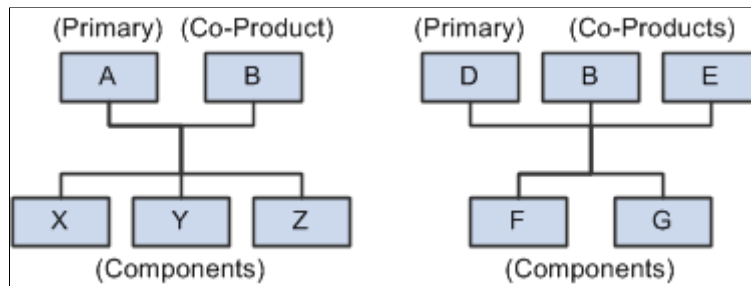 (Primary) (Co-Product) (Primary) (Co-Products)
A B D B E
X Y Z F G
(Components) (Components)